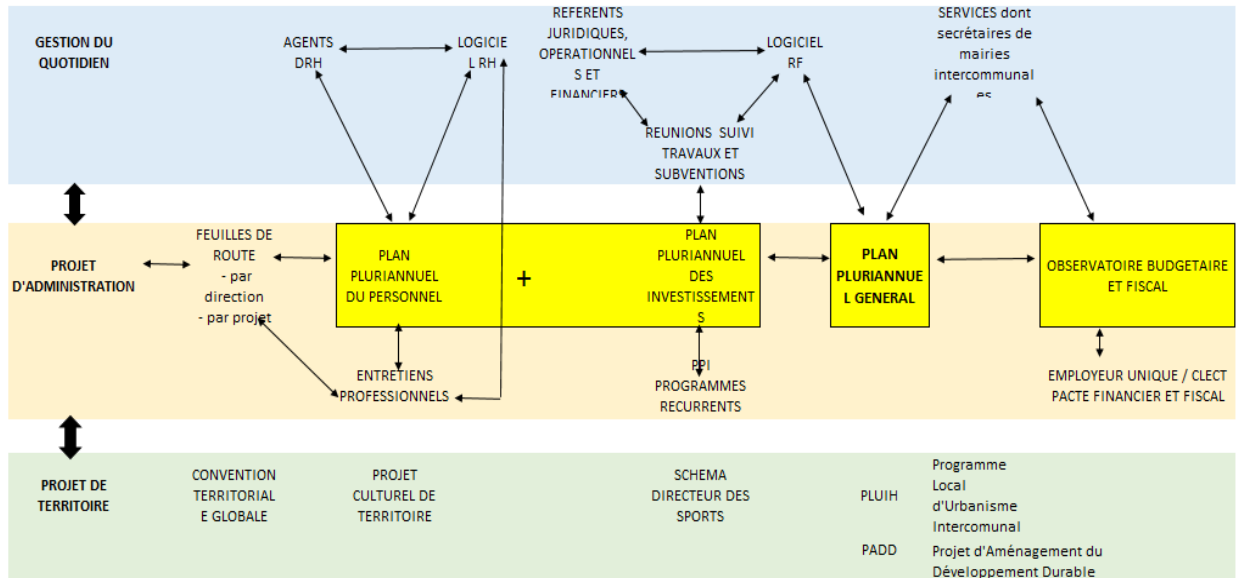 GESTION DU
QUOTIDIEN
AGENTS
DRH
LOGICIE
L RH
REFERENTS
JURIDIQUES,
OPERATIONNEL
S ET
FINANCIERS
LOGICIEL
RF
SERVICES dont
secrétaires de
mairies
intercommunal
es
REUNIONS SUIVI
TRAVAUX ET
SUBVENTIONS
PROJET
D'ADMINISTRATION
FEUILLES DE
ROUTE
- par
direction
- par projet
PLAN
PLURIANNUEL
DU PERSONNEL
+
PLAN
PLURIANNUEL
DES
INVESTISSEMENT
S
PLAN
PLURIANNUE
L GENERAL
OBSERVATOIRE BUDGETAIRE
ET FISCAL
ENTRETIENS
PROFESSIONNELS
PPI
PROGRAMMES
RECURRENTS
EMPLOYEUR UNIQUE / CLECT
PACTE FINANCIER ET FISCAL
PROJET DE
TERRITOIRE
CONVENTION
TERRITORIAL
E GLOBALE
PROJET
CULTUREL DE
TERRITOIRE
SCHEMA
DIRECTEUR DES
SPORTS
PLUIH
Programme
Local
d'Urbanisme
Intercomunal
PADD
Projet d'Aménagement du
Développement Durable